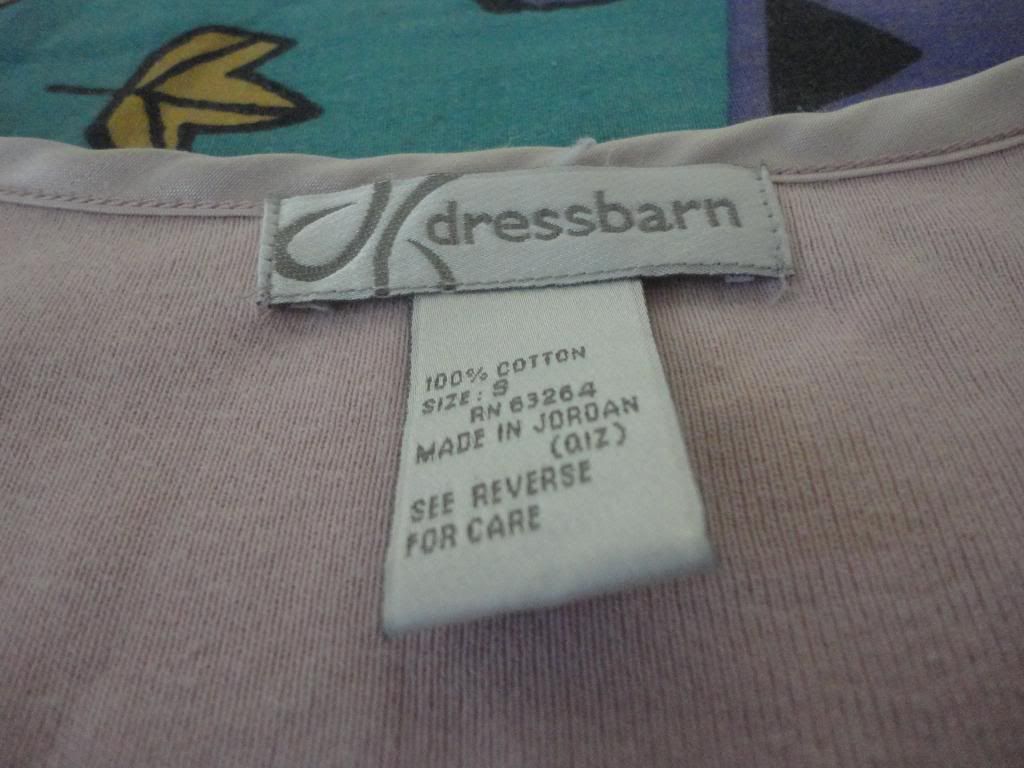 dressbarn
100% COTTON
SIZE: S
RN 63264
MADE IN JORDAN
(QIZ)
SEE REVERSE
FOR CARE